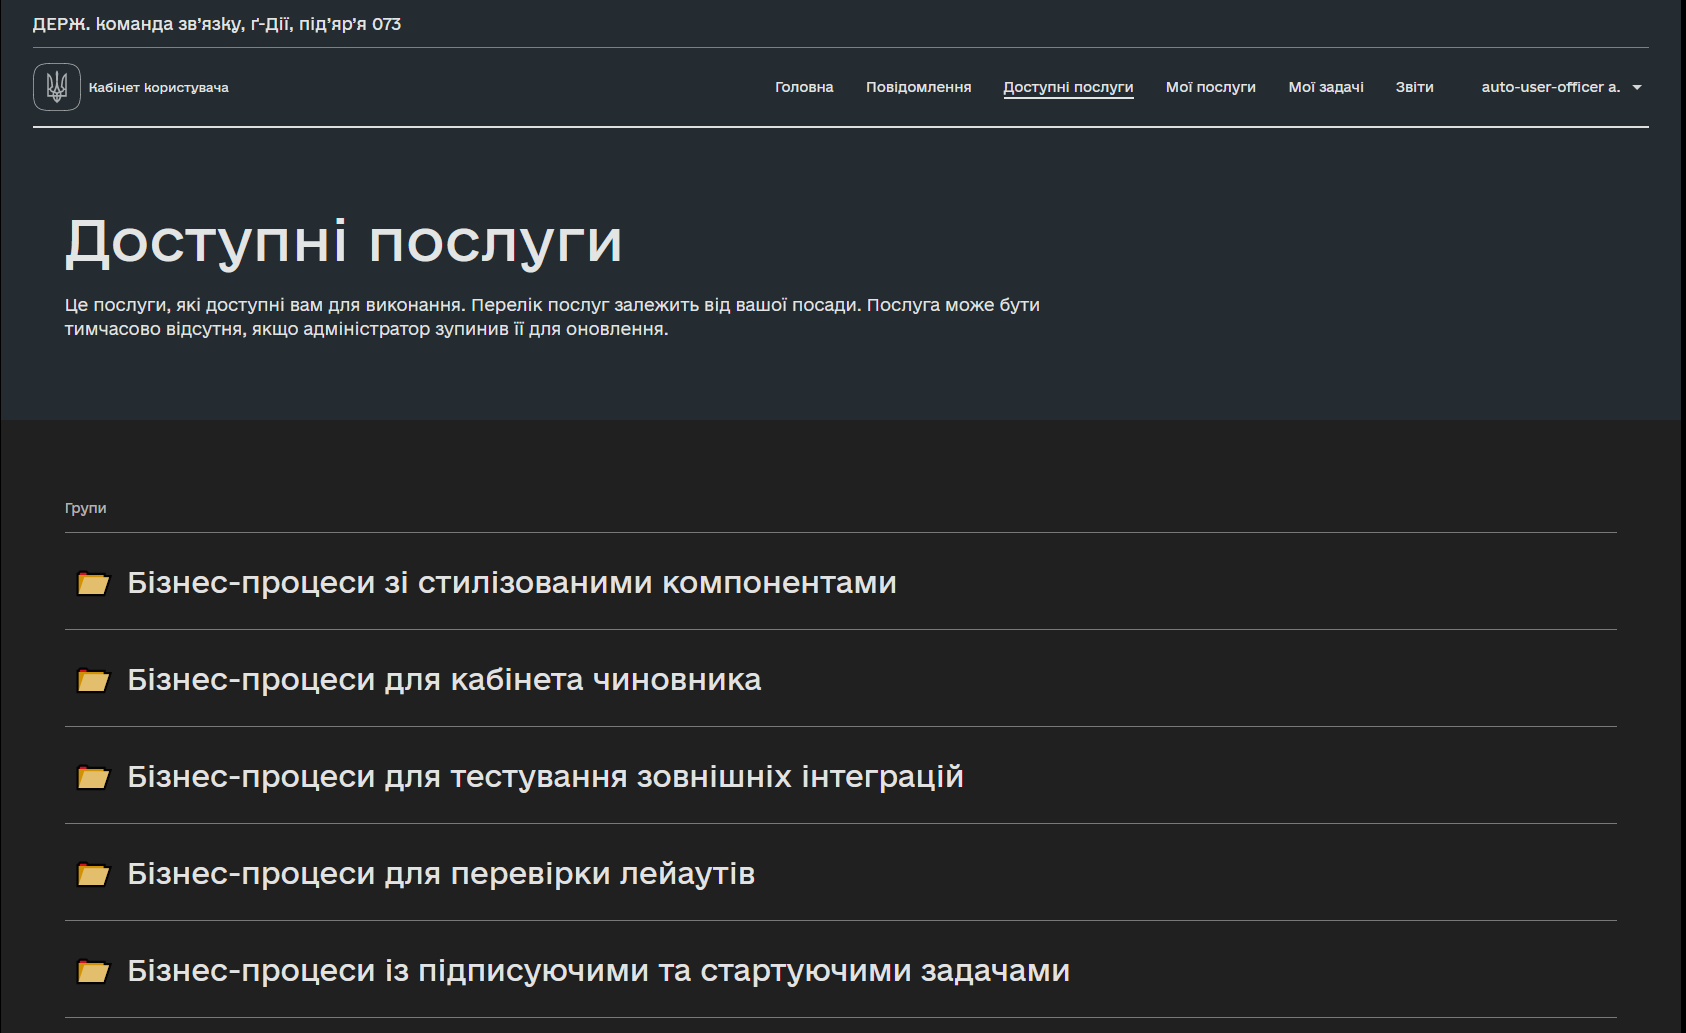 ДЕРЖ. команда зв’язку, ґ-Дії, під’яр’я 073
Кабінет користувача
Головна
Повідомлення
Доступні послуги
Мої послуги
Мої задачі
Звіти
auto-user-officer a.
Доступні послуги
Це послуги, які доступні вам для виконання. Перелік послуг залежить від вашої посади. Послуга може бути
тимчасово відсутня, якщо адміністратор зупинив її для оновлення.
Групи
Бізнес-процеси зі стилізованими компонентами
Бізнес-процеси для кабінета чиновника
Бізнес-процеси для тестування зовнішніх інтеграцій
Бізнес-процеси для перевірки лейаутів
Бізнес-процеси із підписуючими та стартуючими задачами